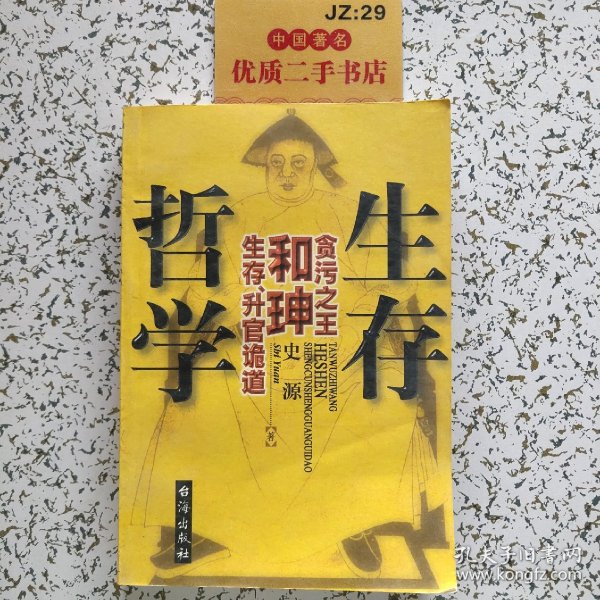 JZ:29
中国著名
优质二手书店
生存
哲学
贪污之王
和珅
生存、升官诡道
TANWUZHIWANG
HESHEN
SHENGCUNSHENGGUANGUIDAO
史源
Shi Yuan
【著】
台海出版社
孔夫子旧书网
www.kongfz.com